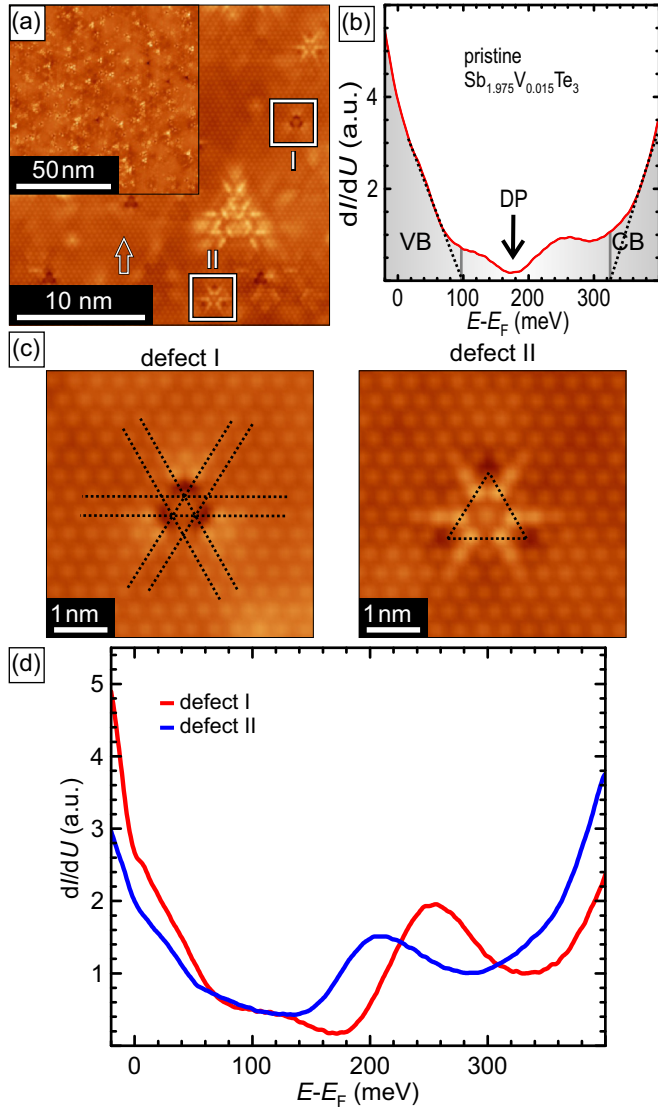 (a)
50 nm
I
II
10 nm
(b)
pristine
Sb1.975V0.015Te3
DP
VB
CB
dI/dU (a.u.)
4
2
0
0 100 200 300
E-EF (meV)
(c)
defect I
defect II
1 nm
1 nm
(d)
defect I
defect II
dI/dU (a.u.)
5
4
3
2
1
0 100 200 300 400
E-EF (meV)